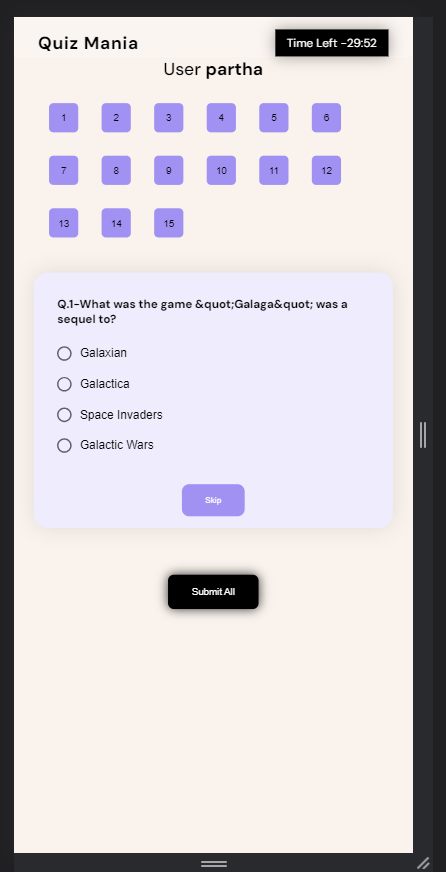 Quiz Mania
Time Left -29:52
User partha
1 2 3 4 5 6
7 8 9 10 11 12
13 14 15
Q.1-What was the game &quot;Galaga&quot; was a
sequel to?
Galaxian
Galactica
Space Invaders
Galactic Wars
Skip
Submit All